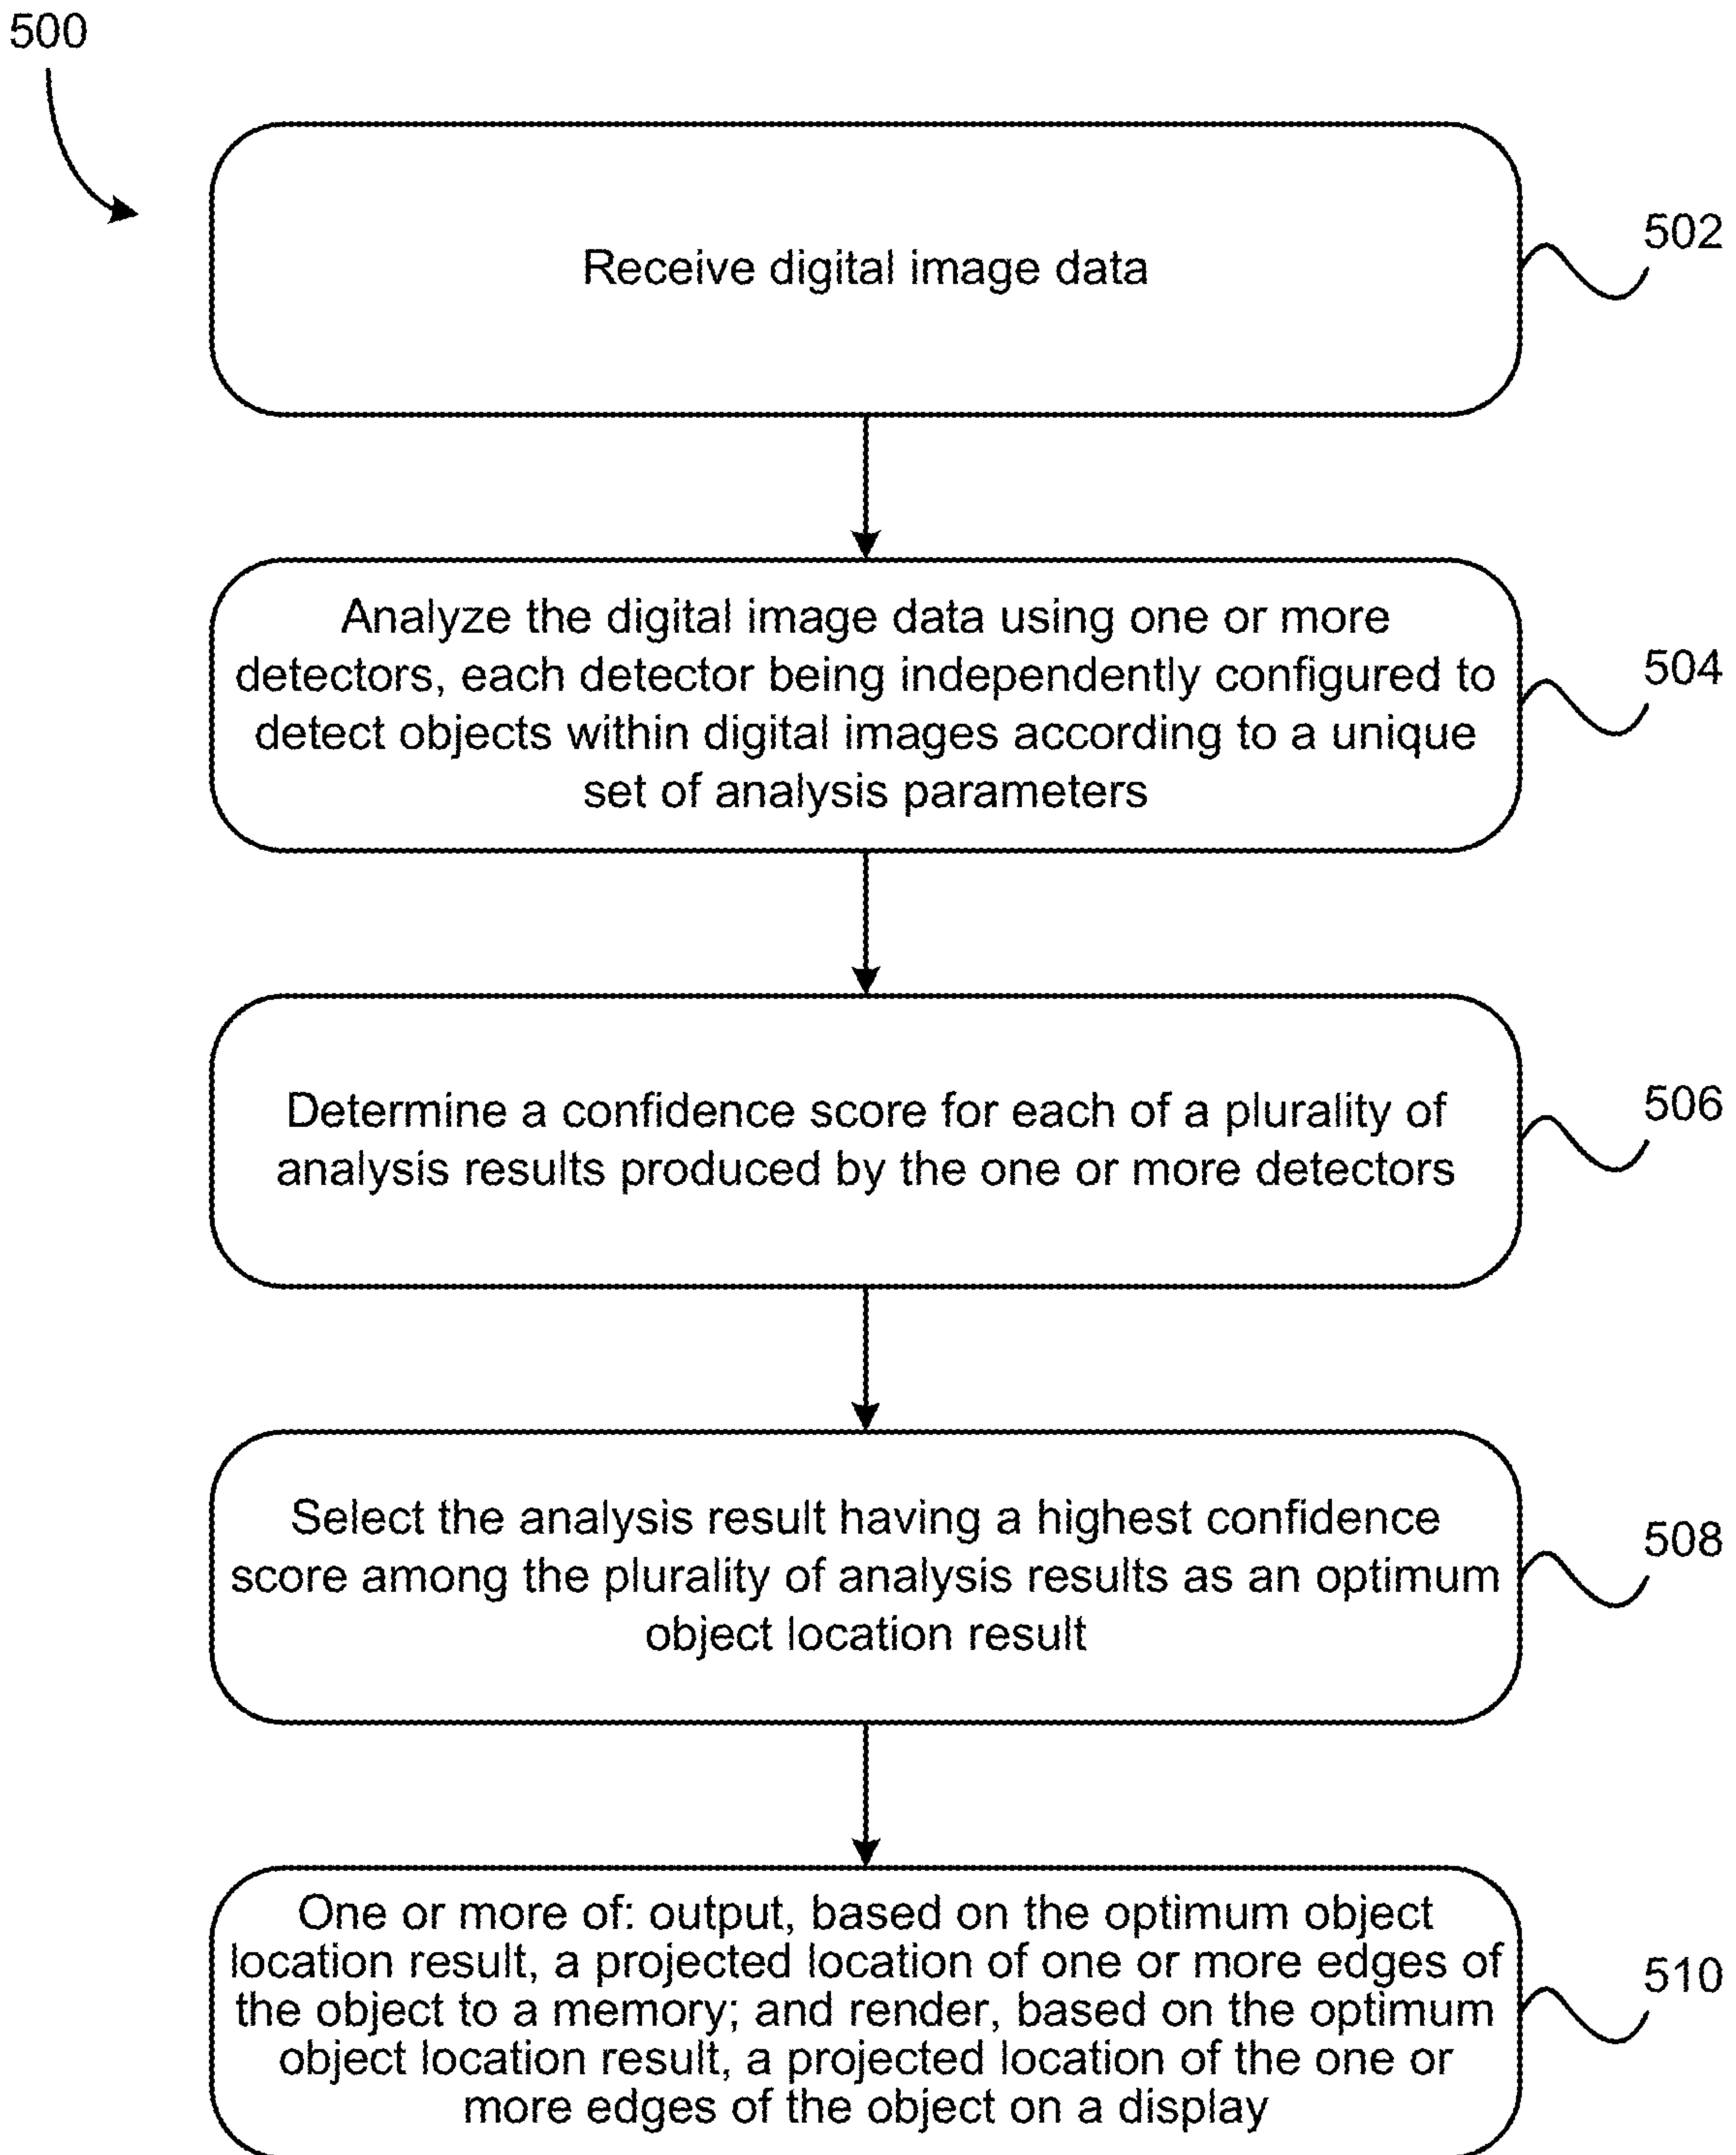 500
Receive digital image data
502
Analyze the digital image data using one or more
detectors, each detector being independently configured to
detect objects within digital images according to a unique
set of analysis parameters
504
Determine a confidence score for each of a plurality of
analysis results produced by the one or more detectors
506
Select the analysis result having a highest confidence
score among the plurality of analysis results as an optimum
object location result
508
One or more of: output, based on the optimum object
location result, a projected location of one or more edges of
the object to a memory; and render, based on the optimum
object location result, a projected location of the one or
more edges of the object on a display
510